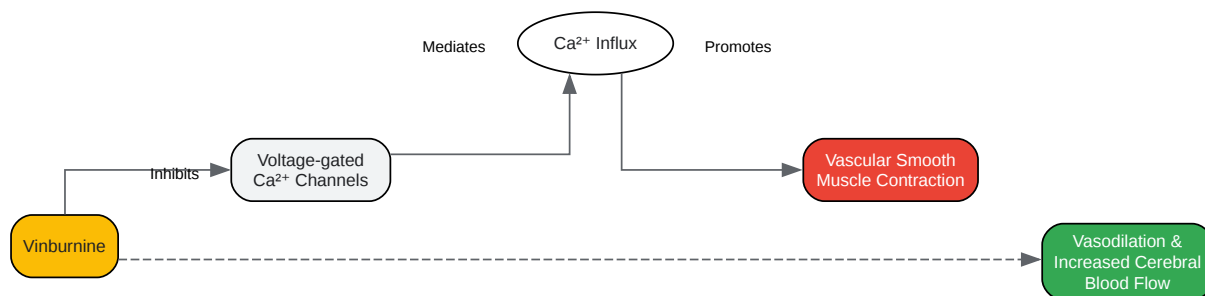 Mediates
Ca²⁺ Influx
Promotes
Voltage-gated
Ca²⁺ Channels
Inhibits
Vascular Smooth
Muscle Contraction
Vinburnine
Vasodilation &
Increased Cerebral
Blood Flow